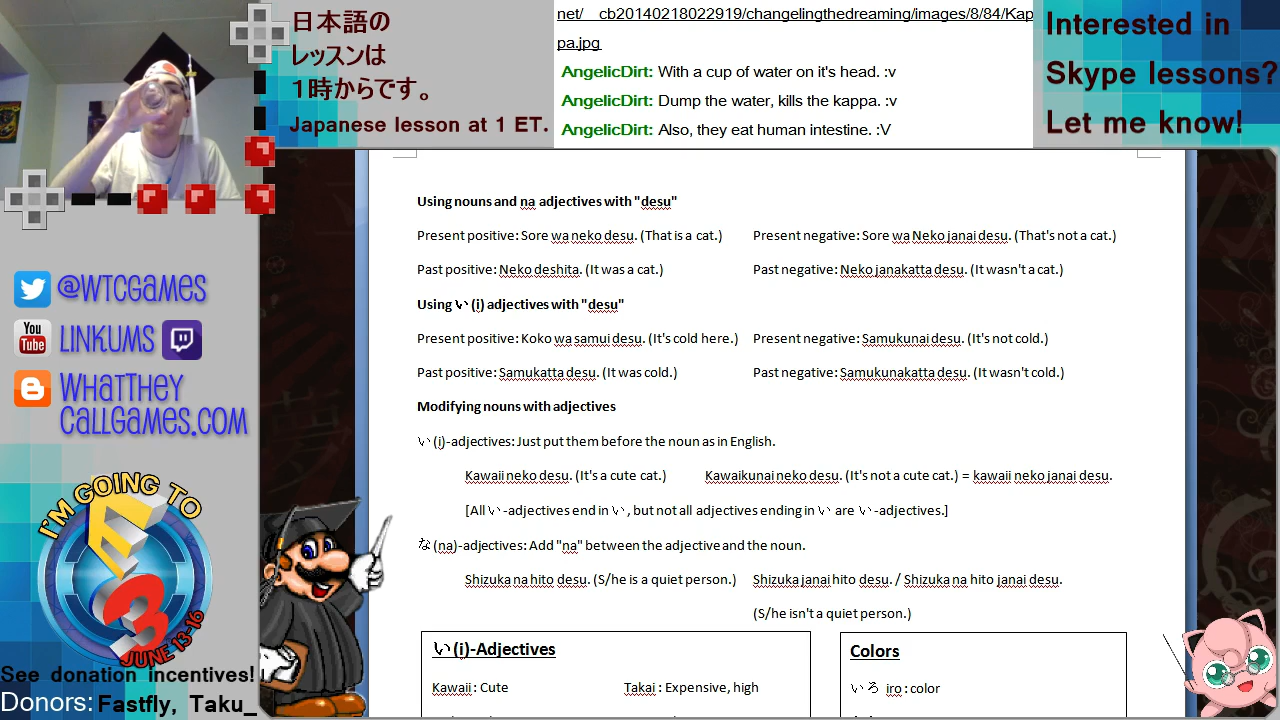 日本語の
レッスンは
1時からです。
Japanese lesson at 1 ET.
net/__cb20140218022919/changelingthedreaming/images/8/84/Kap
pa.jpg
AngelicDirt: With a cup of water on it's head. :v
AngelicDirt: Dump the water, kills the kappa. :v
AngelicDirt: Also, they eat human intestine. :V
Interested in
Skype lessons?
Let me know!
@WTCGAMES
You Tube LINKUMS
WHATTHEY
CALLGAMES.COM
I'M GOING TO
E3
JUNE 13-16
See donation incentives!
Donors: Fastfly, Taku_
Using nouns and na adjectives with "desu"
Present positive: Sore wa neko desu. (That is a cat.) Present negative: Sore wa Neko janai desu. (That's not a cat.)
Past positive: Neko deshita. (It was a cat.) Past negative: Neko janakatta desu. (It wasn't a cat.)
Using い (i) adjectives with "desu"
Present positive: Koko wa samui desu. (It's cold here.) Present negative: Samukunai desu. (It's not cold.)
Past positive: Samukatta desu. (It was cold.) Past negative: Samukunakatta desu. (It wasn't cold.)
Modifying nouns with adjectives
い (i)-adjectives: Just put them before the noun as in English.
Kawaii neko desu. (It's a cute cat.) Kawaikunai neko desu. (It's not a cute cat.) = kawaii neko janai desu.
[All い-adjectives end in い, but not all adjectives ending in い are い-adjectives.]
な (na)-adjectives: Add "na" between the adjective and the noun.
Shizuka na hito desu. (S/he is a quiet person.) Shizuka janai hito desu. / Shizuka na hito janai desu.
(S/he isn't a quiet person.)
い(i)-Adjectives
Kawaii : Cute Takai : Expensive, high
Colors
いろ iro : color